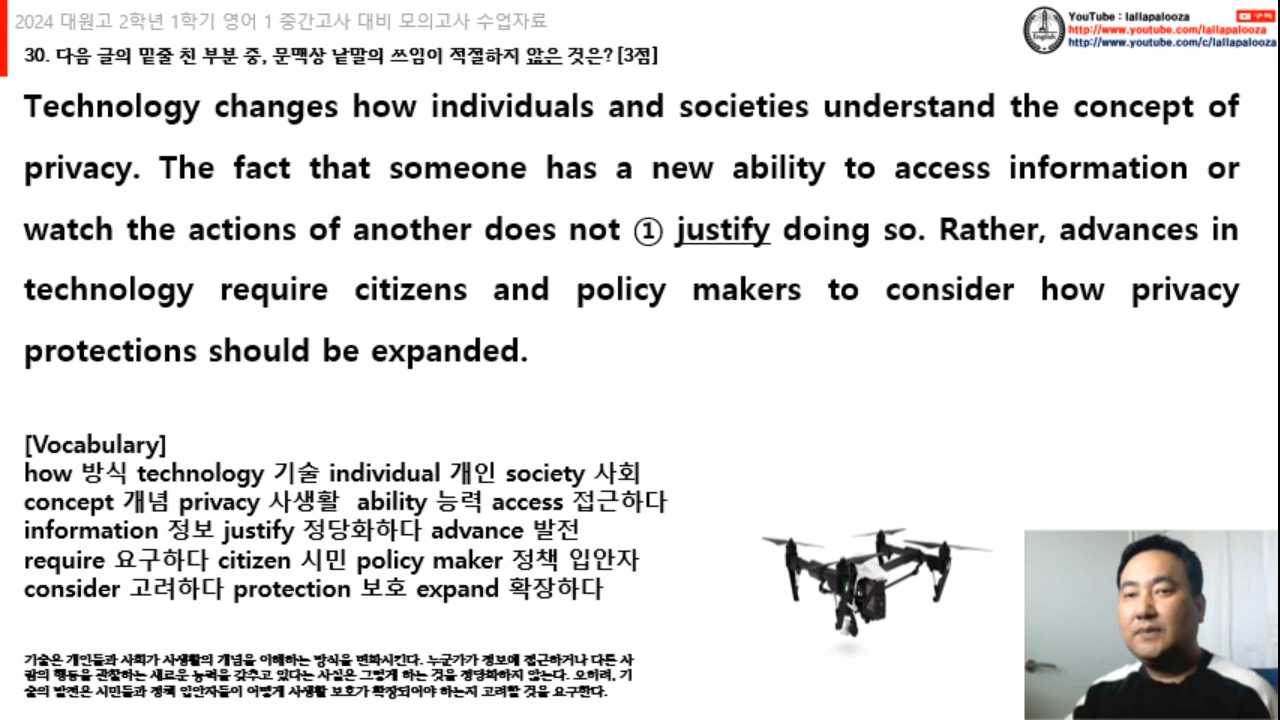 2024 대원고 2학년 1학기 영어 1 중간고사 대비 모의고사 수업자료
YouTube : lallapalooza
http://www.youtube.com/lallapalooza
http://www.youtube.com/c/lallapalooza
30. 다음 글의 밑줄 친 부분 중, 문맥상 낱말의 쓰임이 적절하지 않은 것은? [3점]
Technology changes how individuals and societies understand the concept of
privacy. The fact that someone has a new ability to access information or
watch the actions of another does not ① justify doing so. Rather, advances in
technology require citizens and policy makers to consider how privacy
protections should be expanded.
[Vocabulary]
how 방식 technology 기술 individual 개인 society 사회
concept 개념 privacy 사생활 ability 능력 access 접근하다
information 정보 justify 정당화하다 advance 발전
require 요구하다 citizen 시민 policy maker 정책 입안자
consider 고려하다 protection 보호 expand 확장하다
기술은 개인들과 사회가 사생활의 개념을 이해하는 방식을 변화시킨다. 누군가가 정보에 접근하거나 다른 사
람의 행동을 관찰하는 새로운 능력을 갖추고 있다는 사실은 그렇게 하는 것을 정당화하지 않는다. 오히려, 기
술의 발전은 시민들과 정책 입안자들이 어떻게 사생활 보호가 확장되어야 하는지 고려할 것을 요구한다.